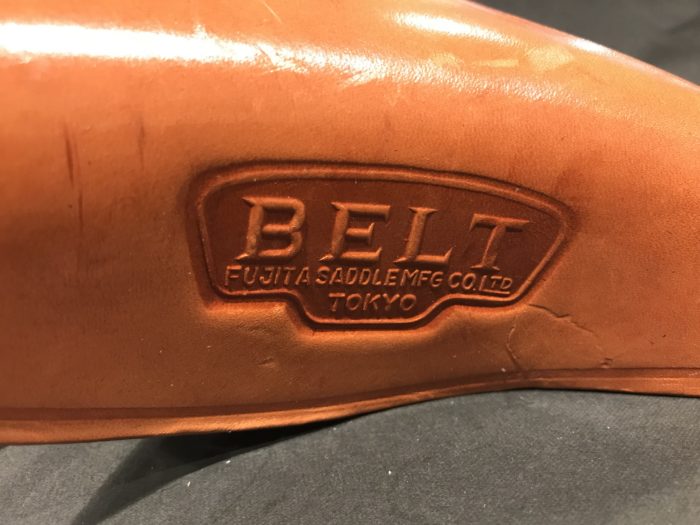 BELT
FUJITA SADDLE MFG CO. LTD
TOKYO